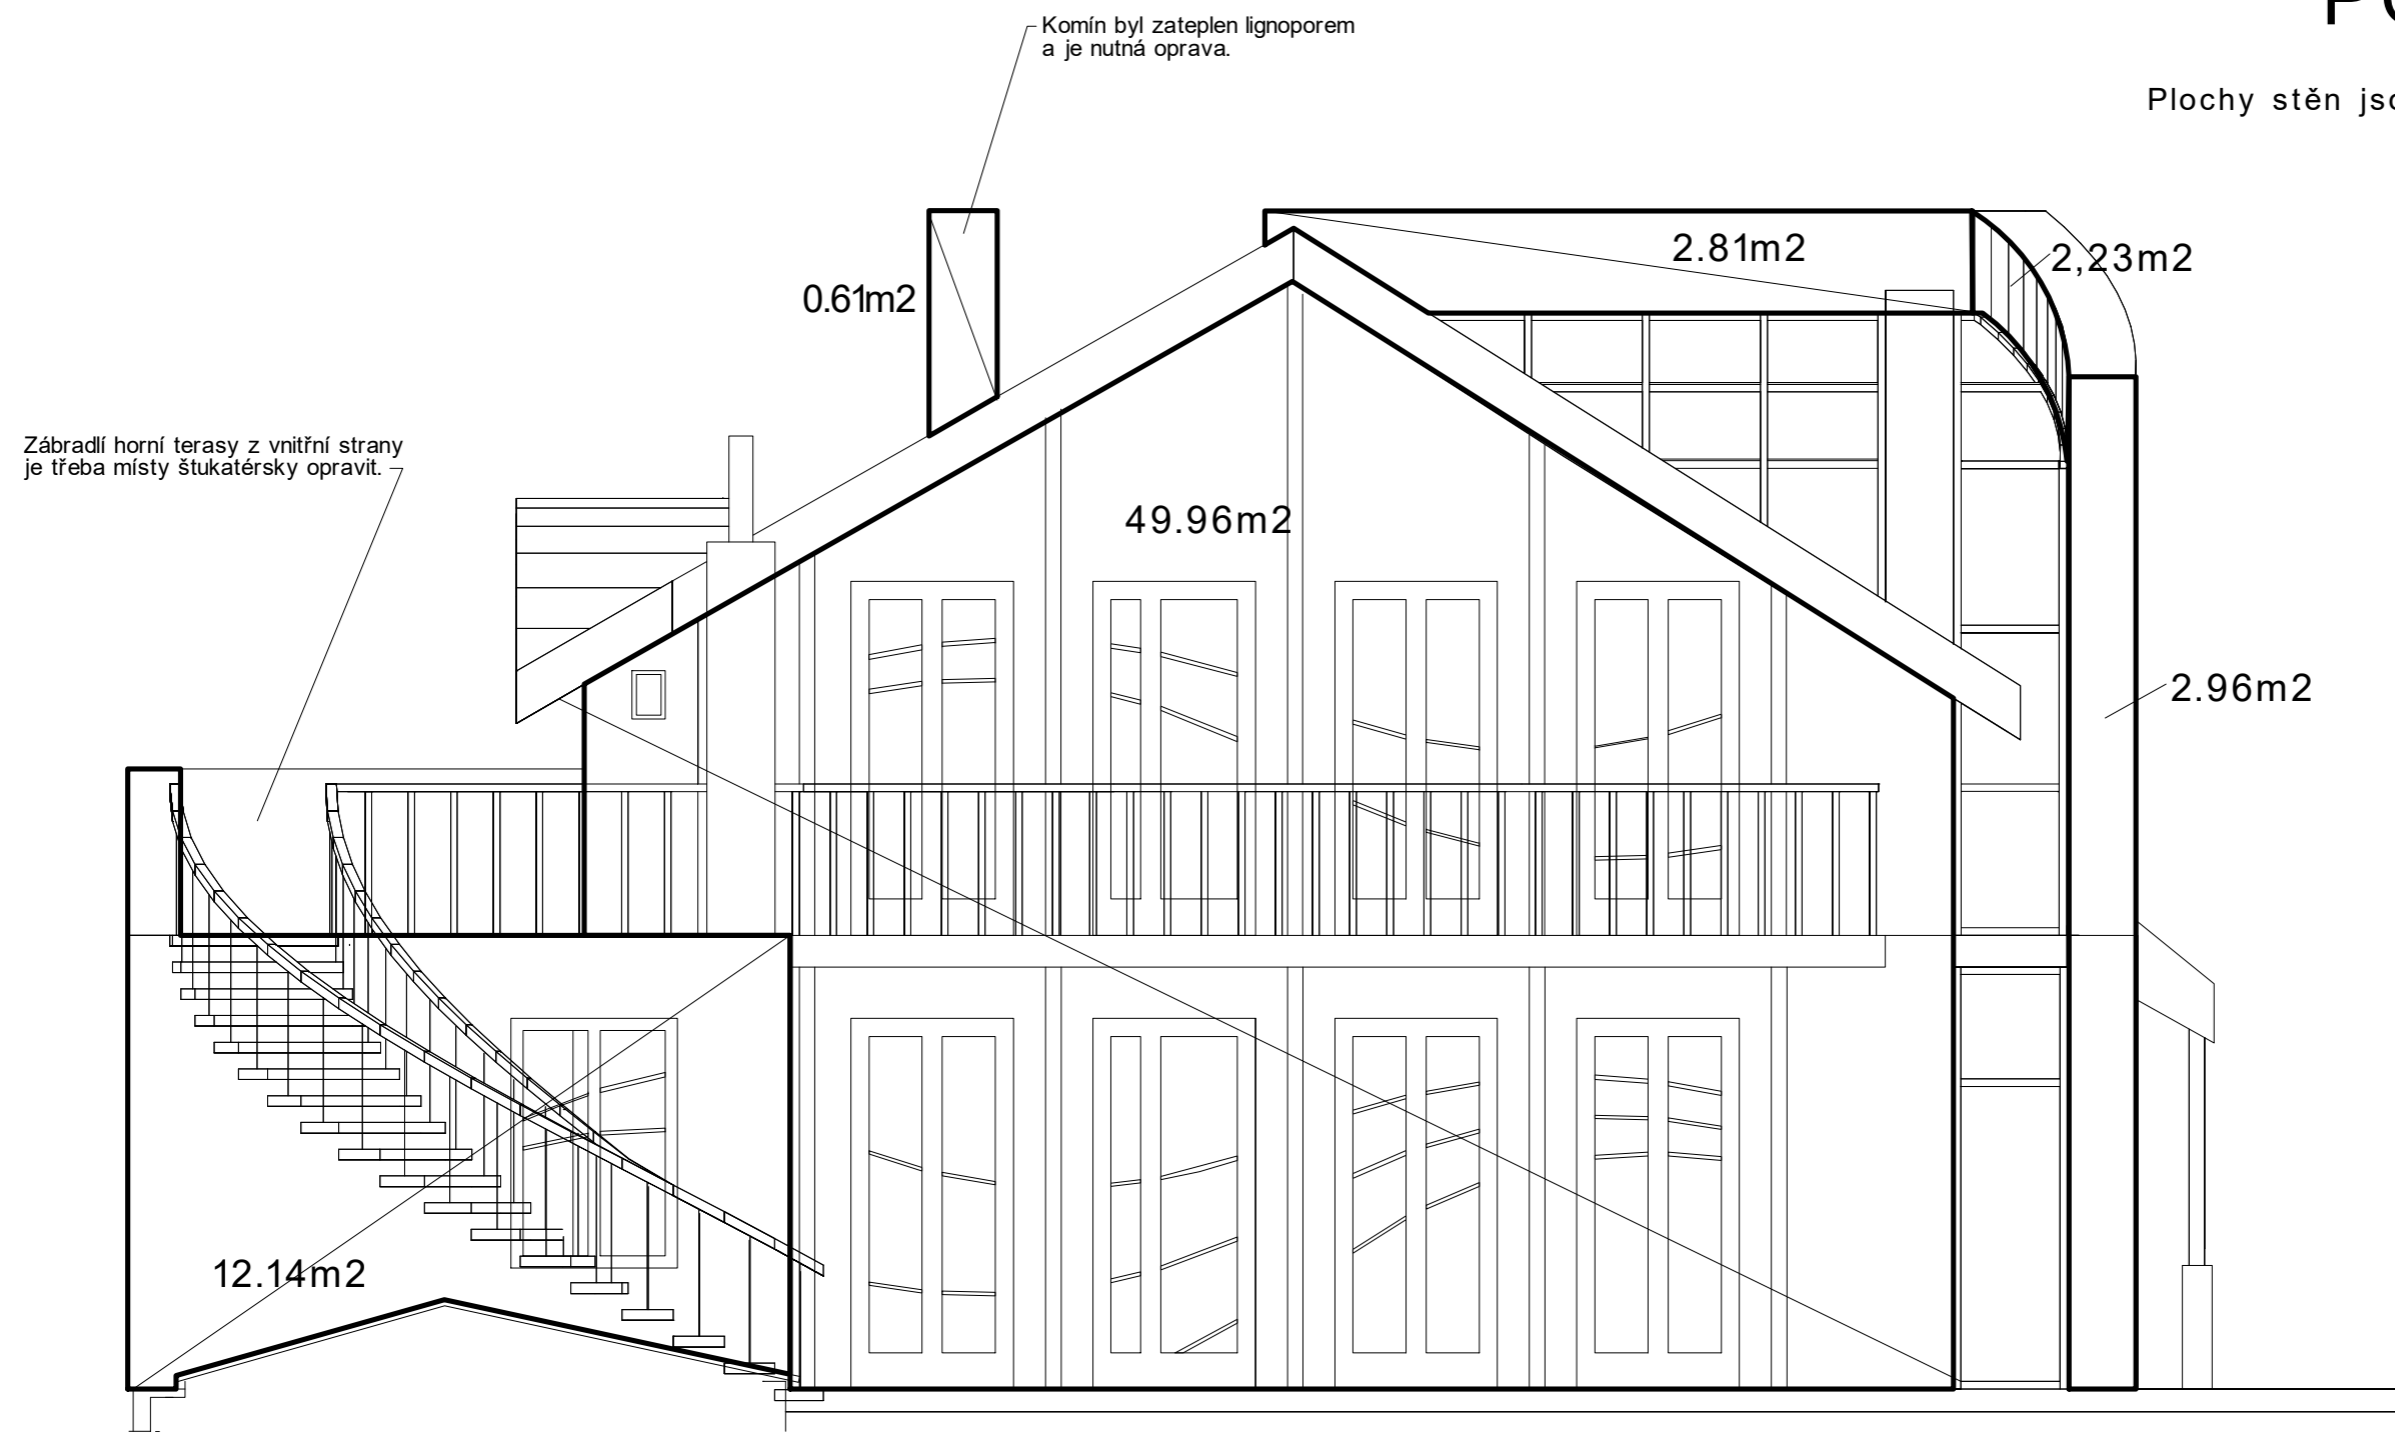 Komín byl zateplen lignoporem
a je nutná oprava.
Plochy stěn
2.81m2
2,23m2
0.61m2
Zábradlí horní terasy z vnitřní strany
je třeba místy štukatérsky opravit.
49.96m2
2.96m2
12.14m2